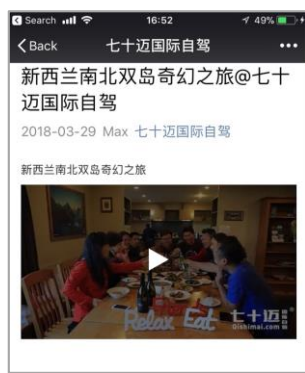 Search 16:52 49%
Back 七十迈国际自驾
新西兰南北双岛奇幻之旅@七十
迈国际自驾
2018-03-29 Max 七十迈国际自驾
新西兰南北双岛奇幻之旅
Relax Eat
七十迈
Qishimai.com